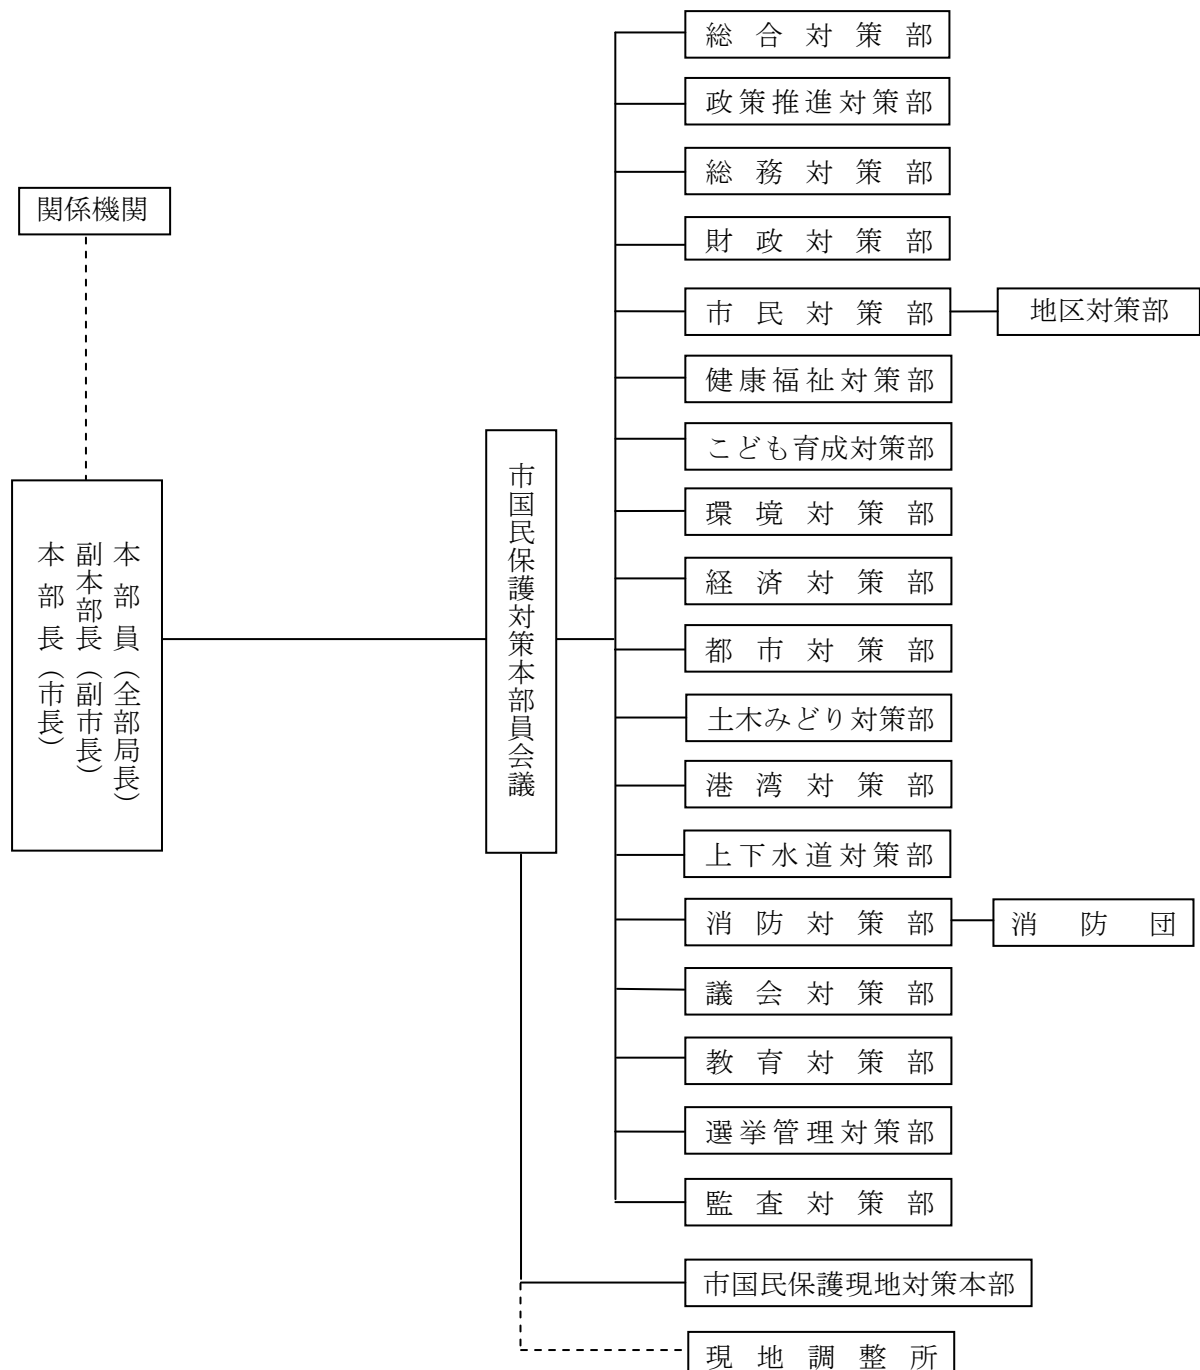 関係機関
本部長（市長）
副本部長（副市長）
本部員（全部局長）
市国民保護対策本部員会議
総合対策部
政策推進対策部
総務対策部
財政対策部
市民対策部
地区対策部
健康福祉対策部
こども育成対策部
環境対策部
経済対策部
都市対策部
土木みどり対策部
港湾対策部
上下水道対策部
消防対策部
消防団
議会対策部
教育対策部
選挙管理対策部
監査対策部
市国民保護現地対策本部
現地調整所